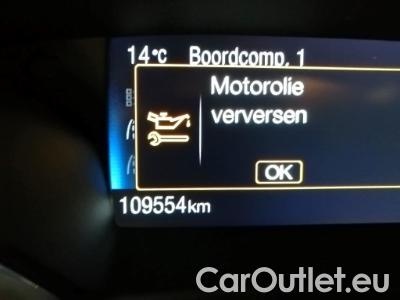 14°C Boordcomp. 1
Motorolie
verversen
OK
109554km
CarOutlet.eu